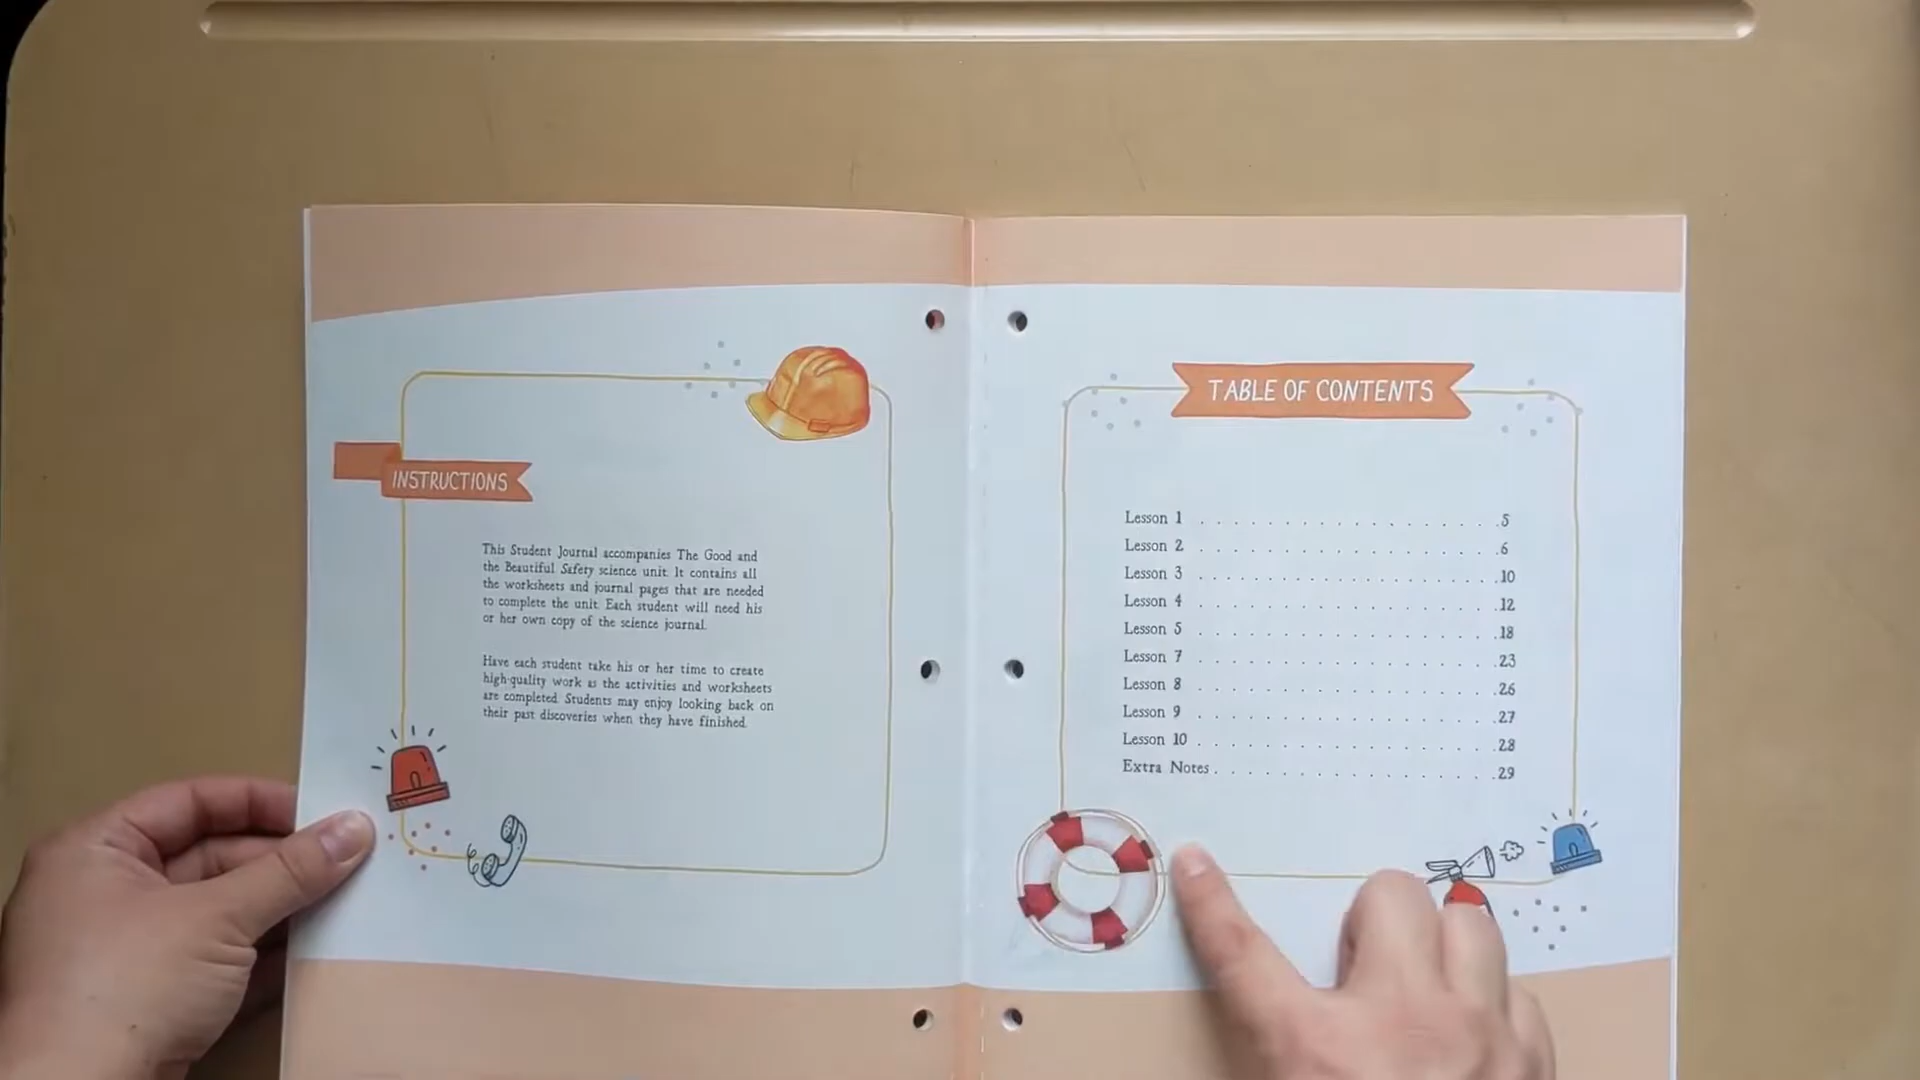 INSTRUCTIONS
This Student Journal accompanies The Good and
the Beautiful Safety science unit. It contains all
the worksheets and journal pages that are needed
to complete the unit. Each student will need his
or her own copy of the science journal.
Have each student take his or her time to create
high-quality work as the activities and worksheets
are completed. Students may enjoy looking back on
their past discoveries when they have finished.
TABLE OF CONTENTS
Lesson 1 . . . . . . . . . . . . . . . . . . 5
Lesson 2 . . . . . . . . . . . . . . . . . . 6
Lesson 3 . . . . . . . . . . . . . . . . . . 10
Lesson 4 . . . . . . . . . . . . . . . . . . 12
Lesson 5 . . . . . . . . . . . . . . . . . . 18
Lesson 7 . . . . . . . . . . . . . . . . . . 23
Lesson 8 . . . . . . . . . . . . . . . . . . 26
Lesson 9 . . . . . . . . . . . . . . . . . . 27
Lesson 10 . . . . . . . . . . . . . . . . . . 28
Extra Notes . . . . . . . . . . . . . . . . . 29